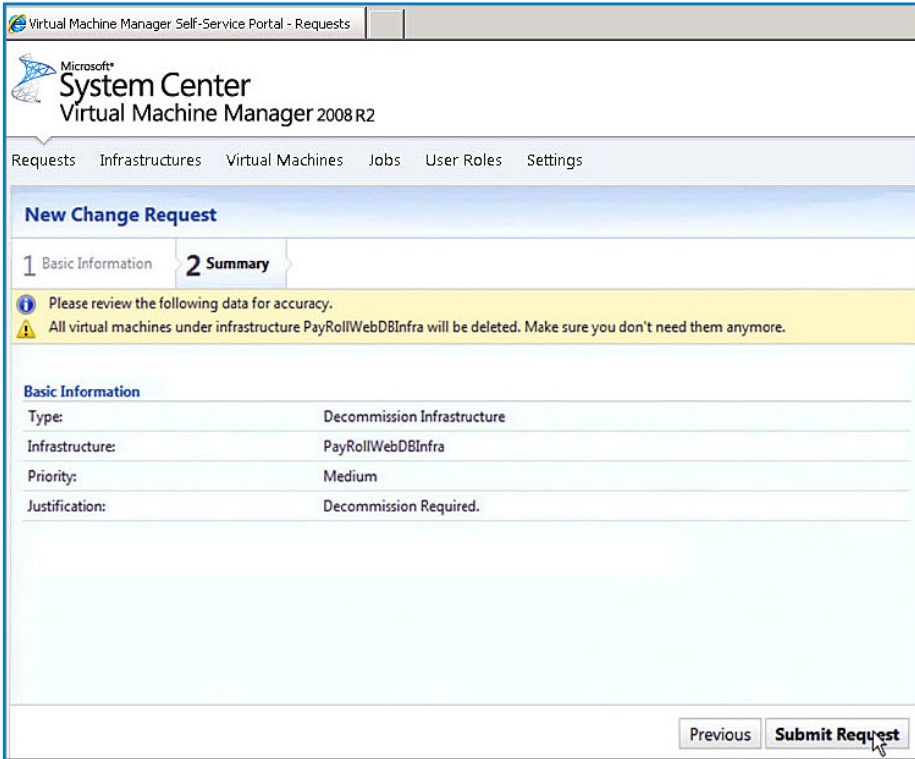 Virtual Machine Manager Self-Service Portal - Requests
Microsoft®
System Center
Virtual Machine Manager 2008 R2
Requests Infrastructures Virtual Machines Jobs User Roles Settings
New Change Request
1 Basic Information 2 Summary
Please review the following data for accuracy.
All virtual machines under infrastructure PayRollWebDBInfra will be deleted. Make sure you don't need them anymore.
Basic Information
Type: Decommission Infrastructure
Infrastructure: PayRollWebDBInfra
Priority: Medium
Justification: Decommission Required.
Previous Submit Request